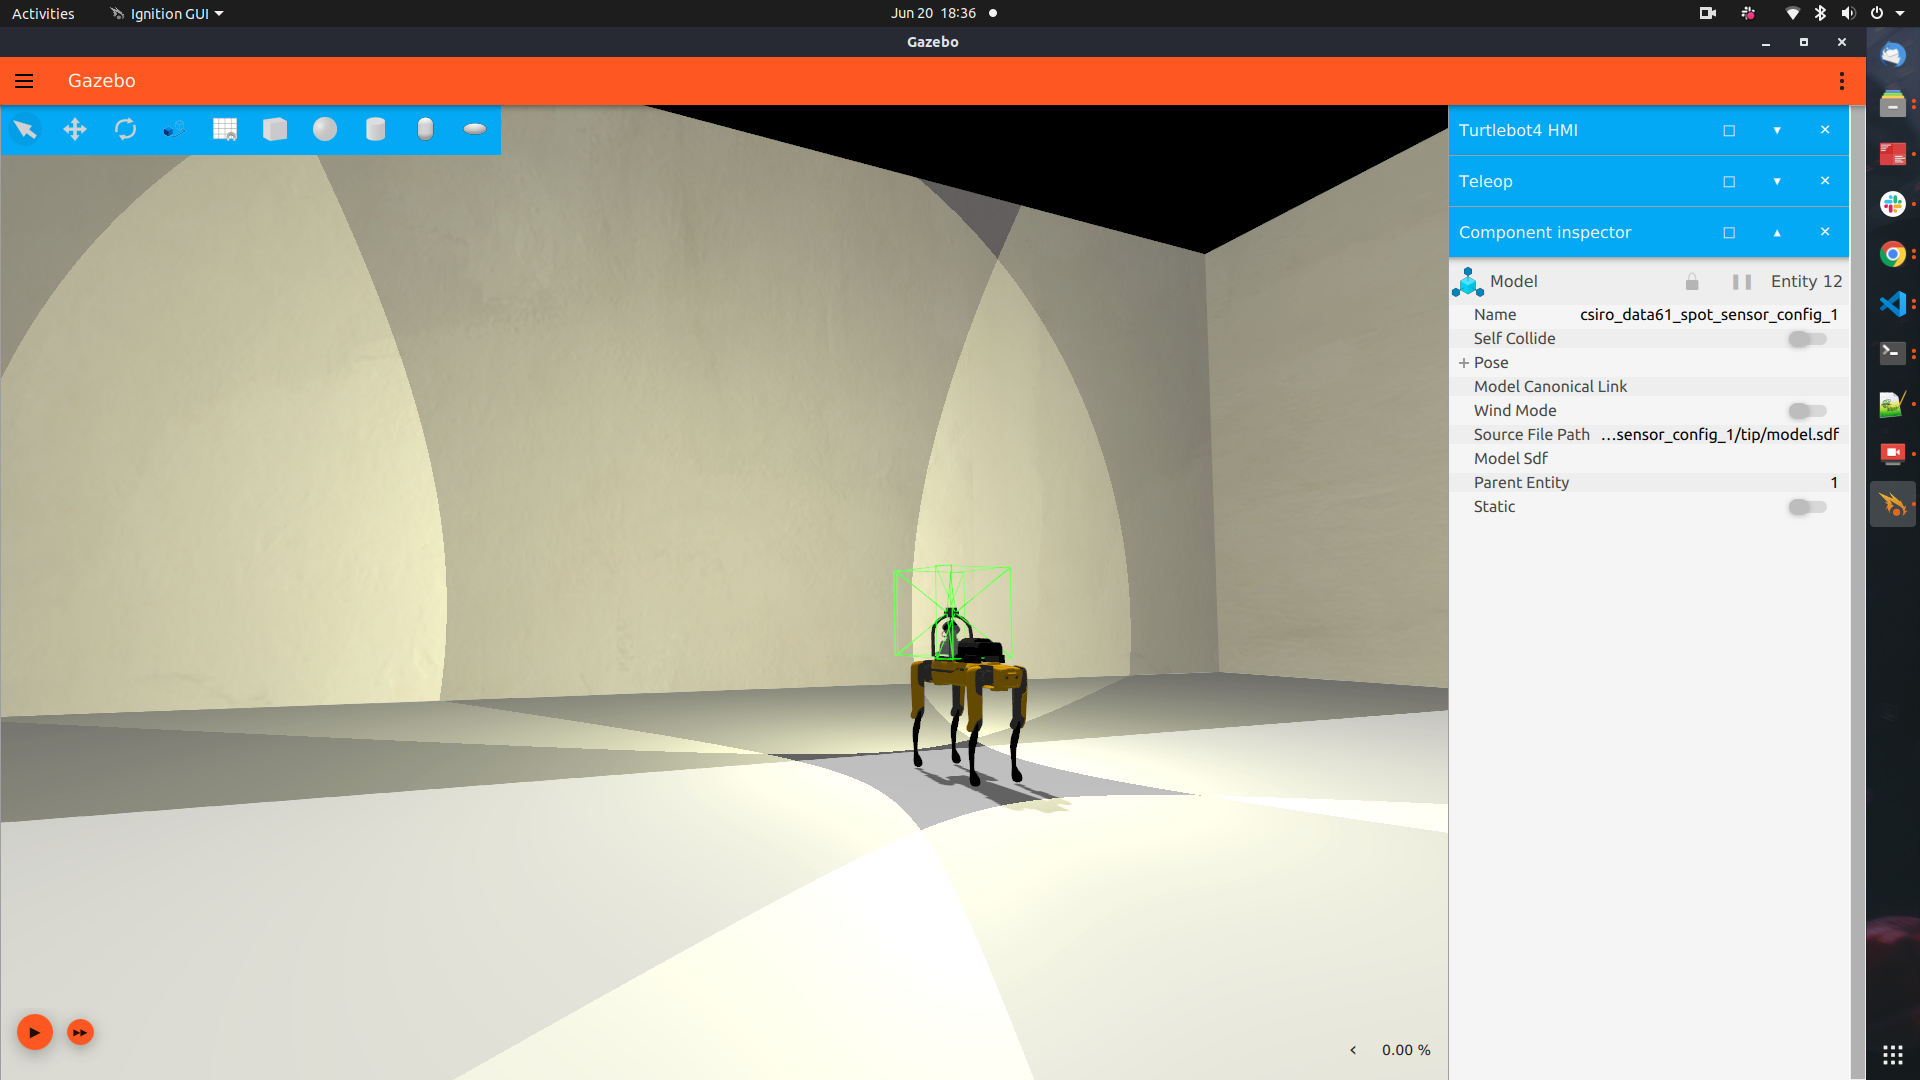 Activities
Ignition GUI
Jun 20 18:36
Gazebo
Gazebo
Turtlebot4 HMI
Teleop
Component inspector
Model
Entity 12
Name
csiro_data61_spot_sensor_config_1
Self Collide
+ Pose
Model Canonical Link
Wind Mode
Source File Path
...sensor_config_1/tip/model.sdf
Model Sdf
Parent Entity
1
Static
0.00 %